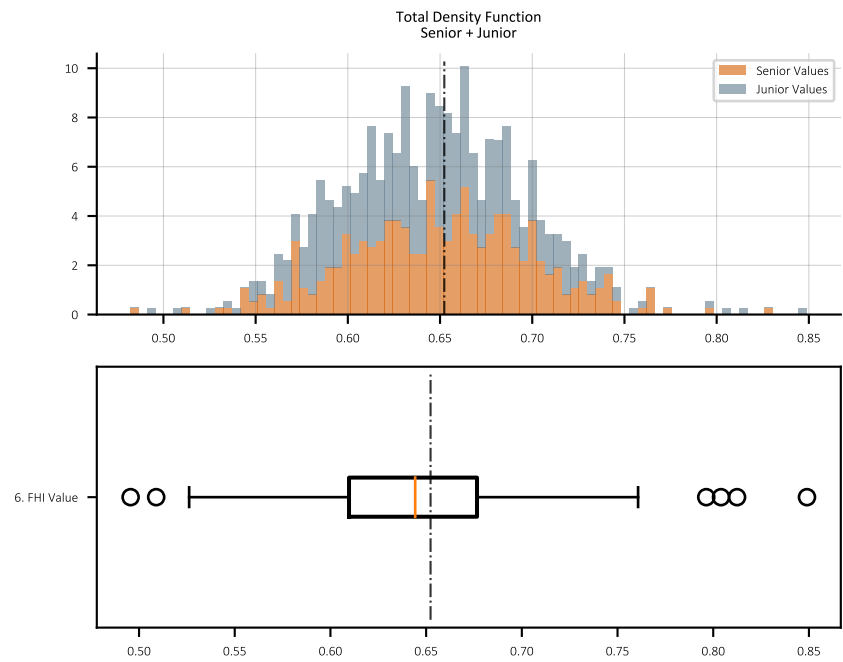 Total Density Function
Senior + Junior
10
8
6
4
2
0
Senior Values
Junior Values
0.50 0.55 0.60 0.65 0.70 0.75 0.80 0.85
6. FHI Value
0.50 0.55 0.60 0.65 0.70 0.75 0.80 0.85